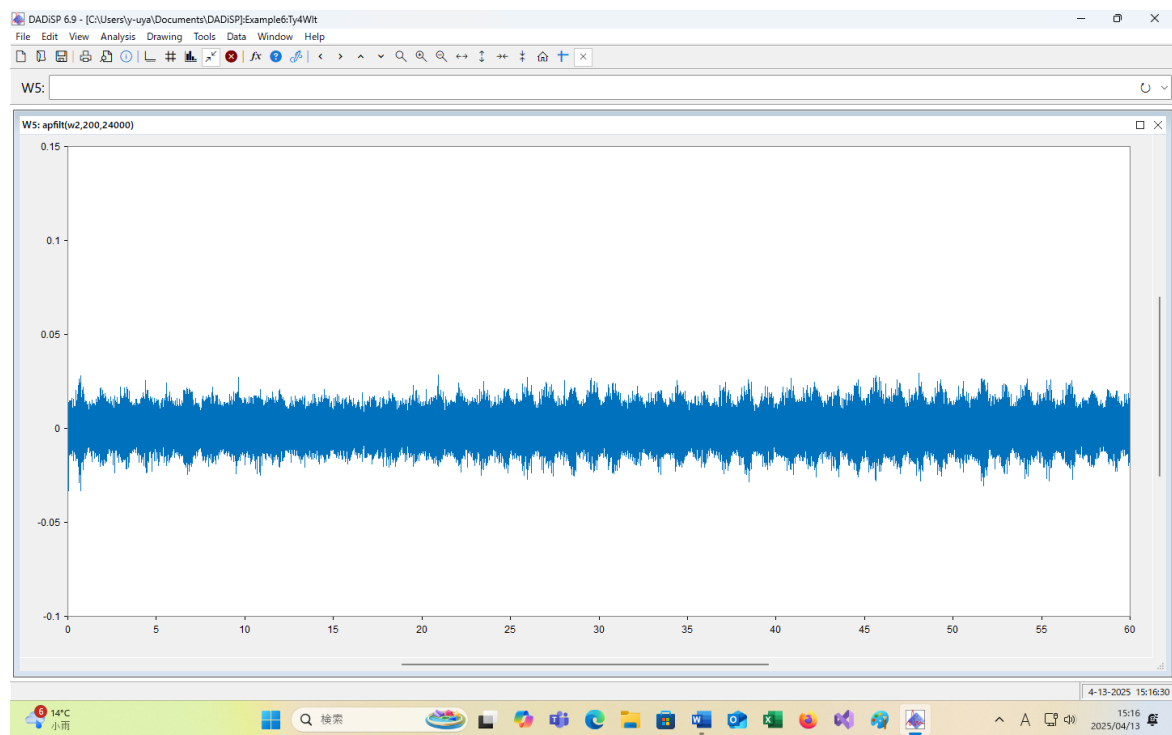 DADiSP 6.9 - [C:\Users\y-uya\Documents\DADiSP]:Example6:Ty4Wlt
File Edit View Analysis Drawing Tools Data Window Help
fx
W5:
W5: apfilt(w2,200,24000)
0.15
0.1
0.05
0
-0.05
-0.1
0 5 10 15 20 25 30 35 40 45 50 55 60
4-13-2025 15:16:30
6 14°C
小雨
検索
A
15:16
2025/04/13